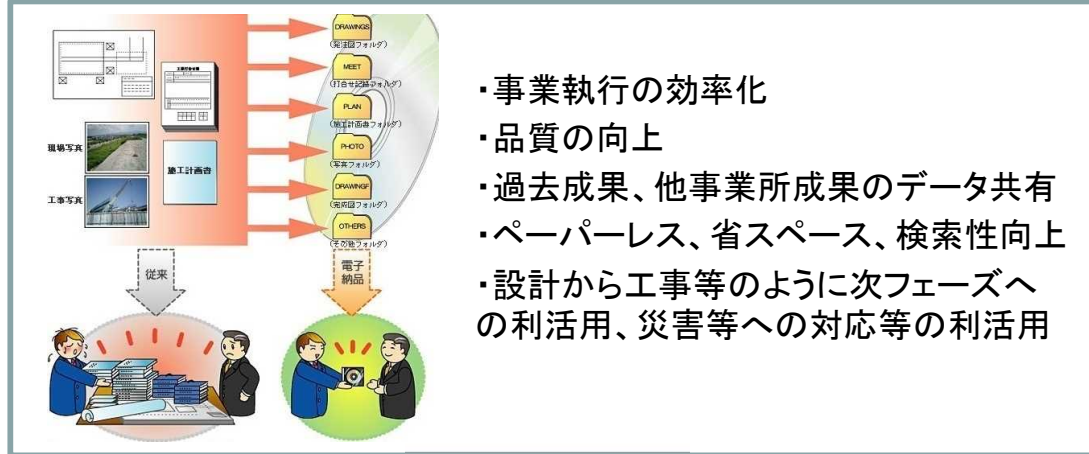 DRAWINGS
(発注図フォルダ)
MEET
(打合せ記録フォルダ)
PLAN
(施工計画書フォルダ)
PHOTO
(写真フォルダ)
DRAWINGF
(完成図フォルダ)
OTHERS
(その他フォルダ)
現場写真
工事写真
施工計画書
従来
電子
納品
・事業執行の効率化
・品質の向上
・過去成果、他事業所成果のデータ共有
・ペーパーレス、省スペース、検索性向上
・設計から工事等のように次フェーズへ
の利活用、災害等への対応等の利活用